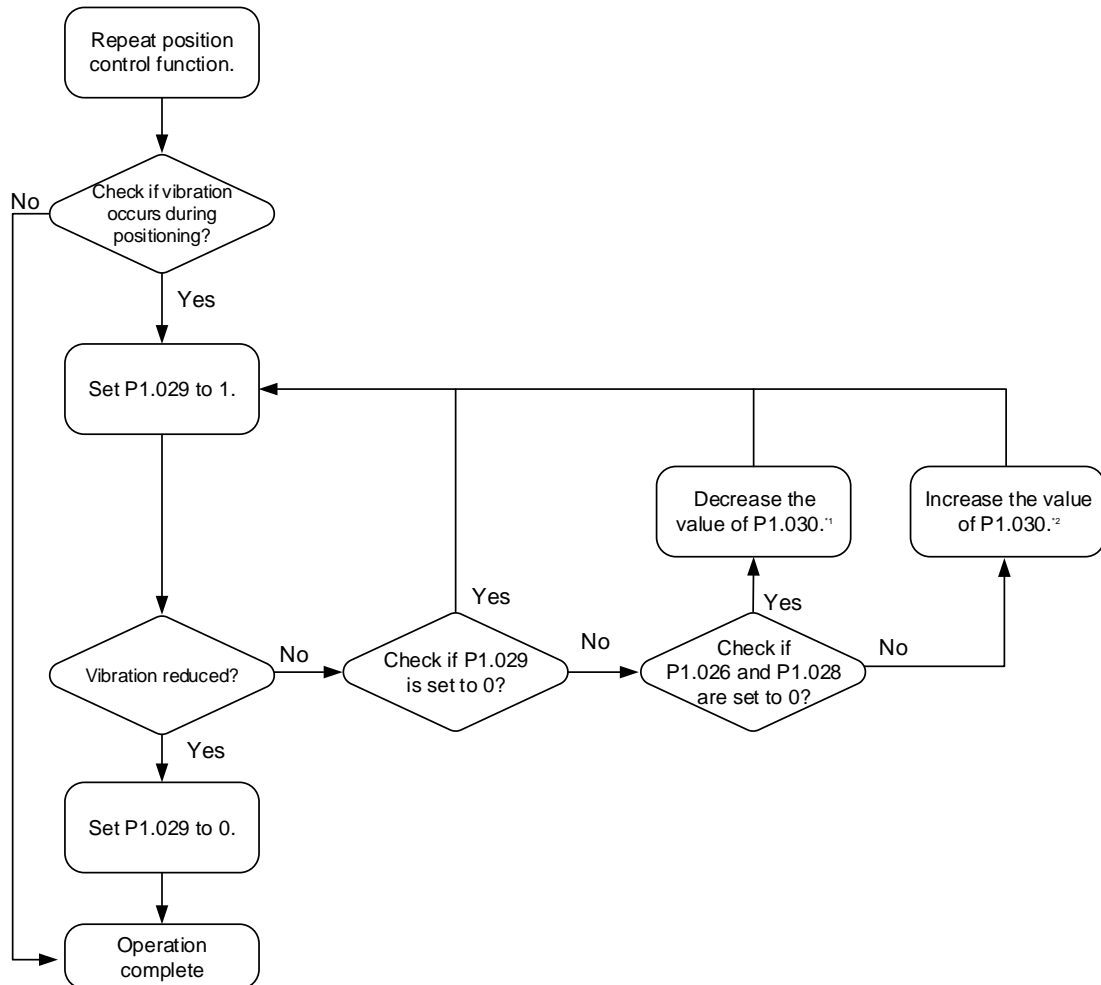 Repeat position
control function.
No
Check if vibration
occurs during
positioning?
Yes
Set P1.029 to 1.
Decrease the
value of P1.030.*1
Increase the value
of P1.030.*2
Yes
Yes
Vibration reduced?
No
Check if P1.029
is set to 0?
No
Check if
P1.026 and P1.028
are set to 0?
No
Yes
Set P1.029 to 0.
Operation
complete